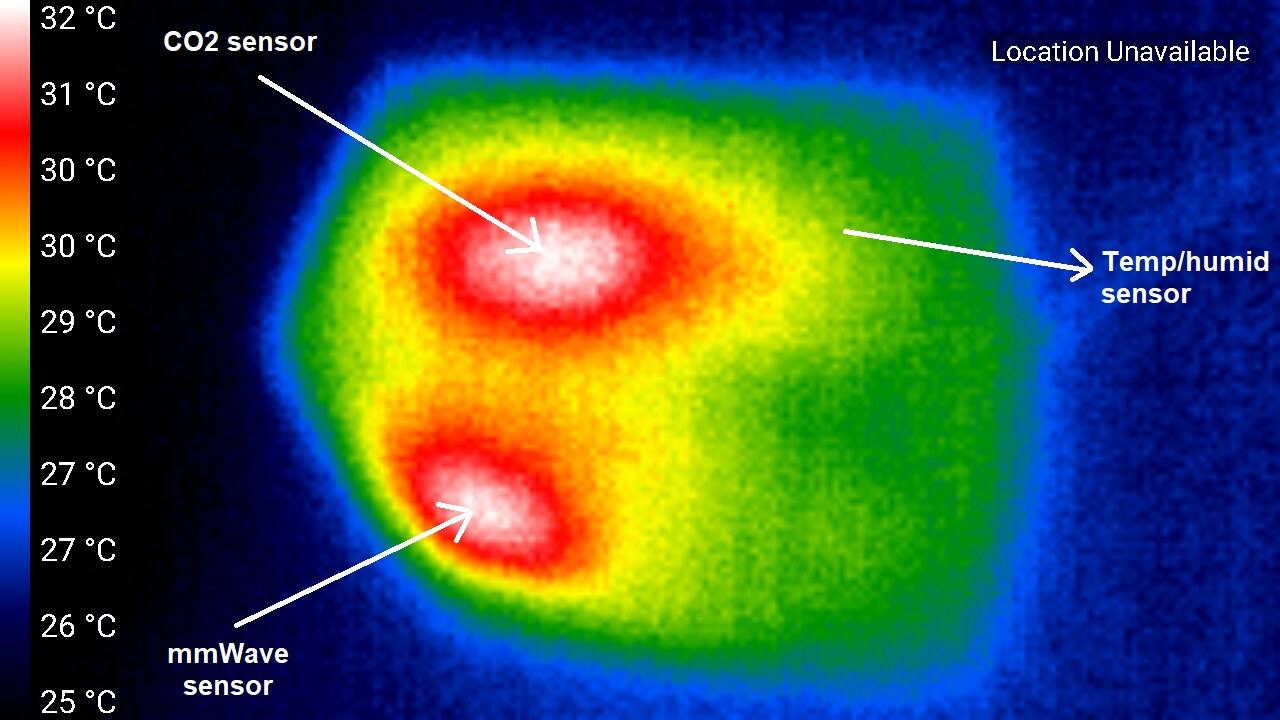 32 °C
31 °C
30 °C
30 °C
29 °C
28 °C
27 °C
27 °C
26 °C
25 °C
CO2 sensor
Location Unavailable
Temp/humid
sensor
mmWave
sensor